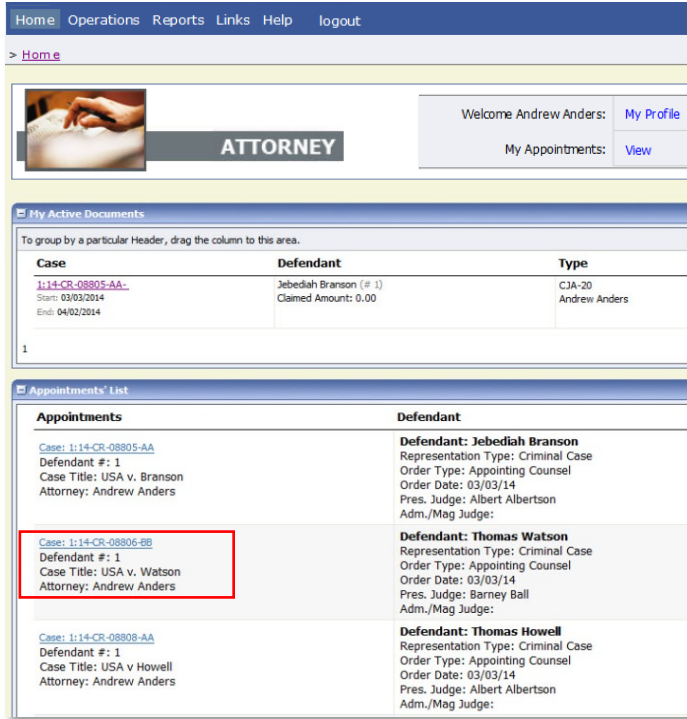 Home Operations Reports Links Help logout
> Home
Welcome Andrew Anders: My Profile
ATTORNEY
My Appointments: View
My Active Documents
To group by a particular Header, drag the column to this area.
Case Defendant Type
1:14-CR-08805-AA- Jebediah Branson (# 1) CJA-20
Start: 03/03/2014 Claimed Amount: 0.00 Andrew Anders
End: 04/02/2014
1
Appointments' List
Appointments Defendant
Case: 1:14-CR-08805-AA
Defendant #: 1
Case Title: USA v. Branson
Attorney: Andrew Anders
Defendant: Jebediah Branson
Representation Type: Criminal Case
Order Type: Appointing Counsel
Order Date: 03/03/14
Pres. Judge: Albert Albertson
Adm./Mag Judge:
Case: 1:14-CR-08806-BB
Defendant #: 1
Case Title: USA v. Watson
Attorney: Andrew Anders
Defendant: Thomas Watson
Representation Type: Criminal Case
Order Type: Appointing Counsel
Order Date: 03/03/14
Pres. Judge: Barney Ball
Adm./Mag Judge:
Case: 1:14-CR-08808-AA
Defendant #: 1
Case Title: USA v Howell
Attorney: Andrew Anders
Defendant: Thomas Howell
Representation Type: Criminal Case
Order Type: Appointing Counsel
Order Date: 03/03/14
Pres. Judge: Albert Albertson
Adm./Mag Judge: